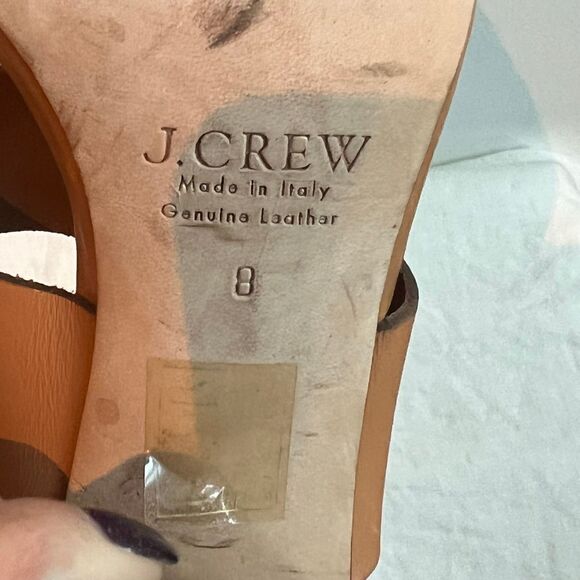 J.CREW
Made in Italy
Genuine Leather
8